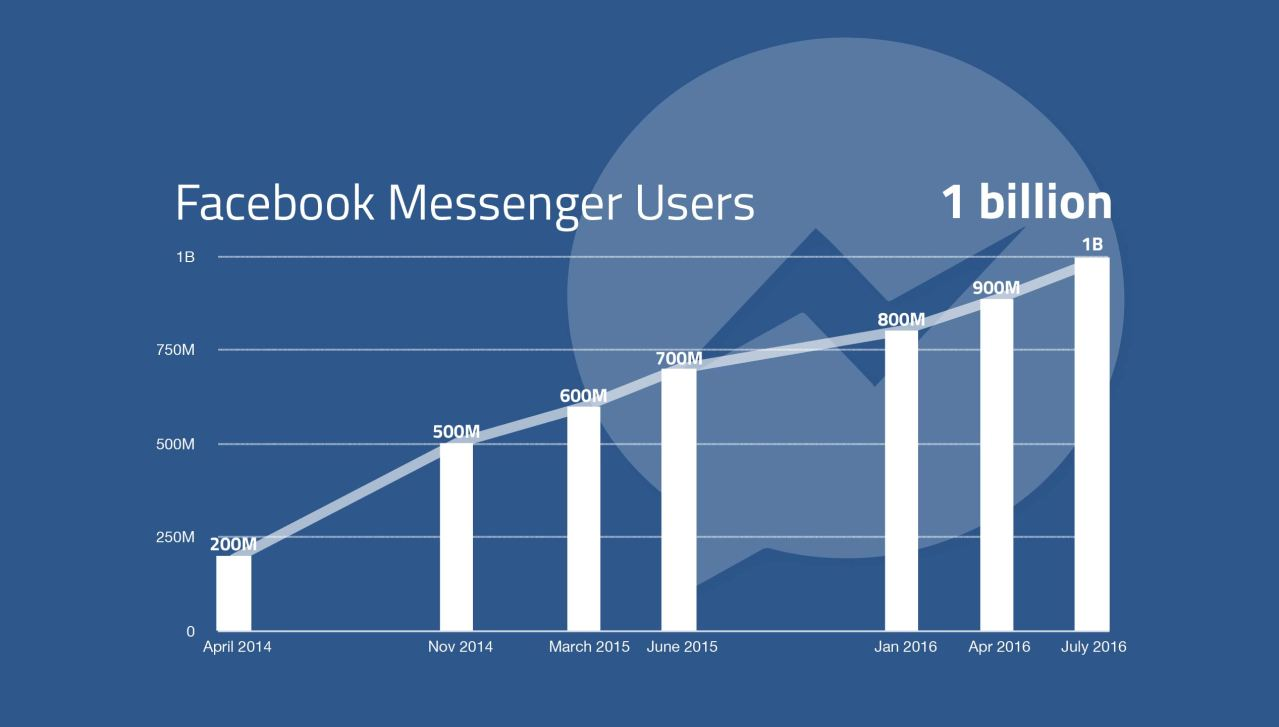 Facebook Messenger Users 1 billion
1B
1B
900M
800M
750M
700M
600M
500M
500M
250M
200M
0
April 2014 Nov 2014 March 2015 June 2015 Jan 2016 Apr 2016 July 2016